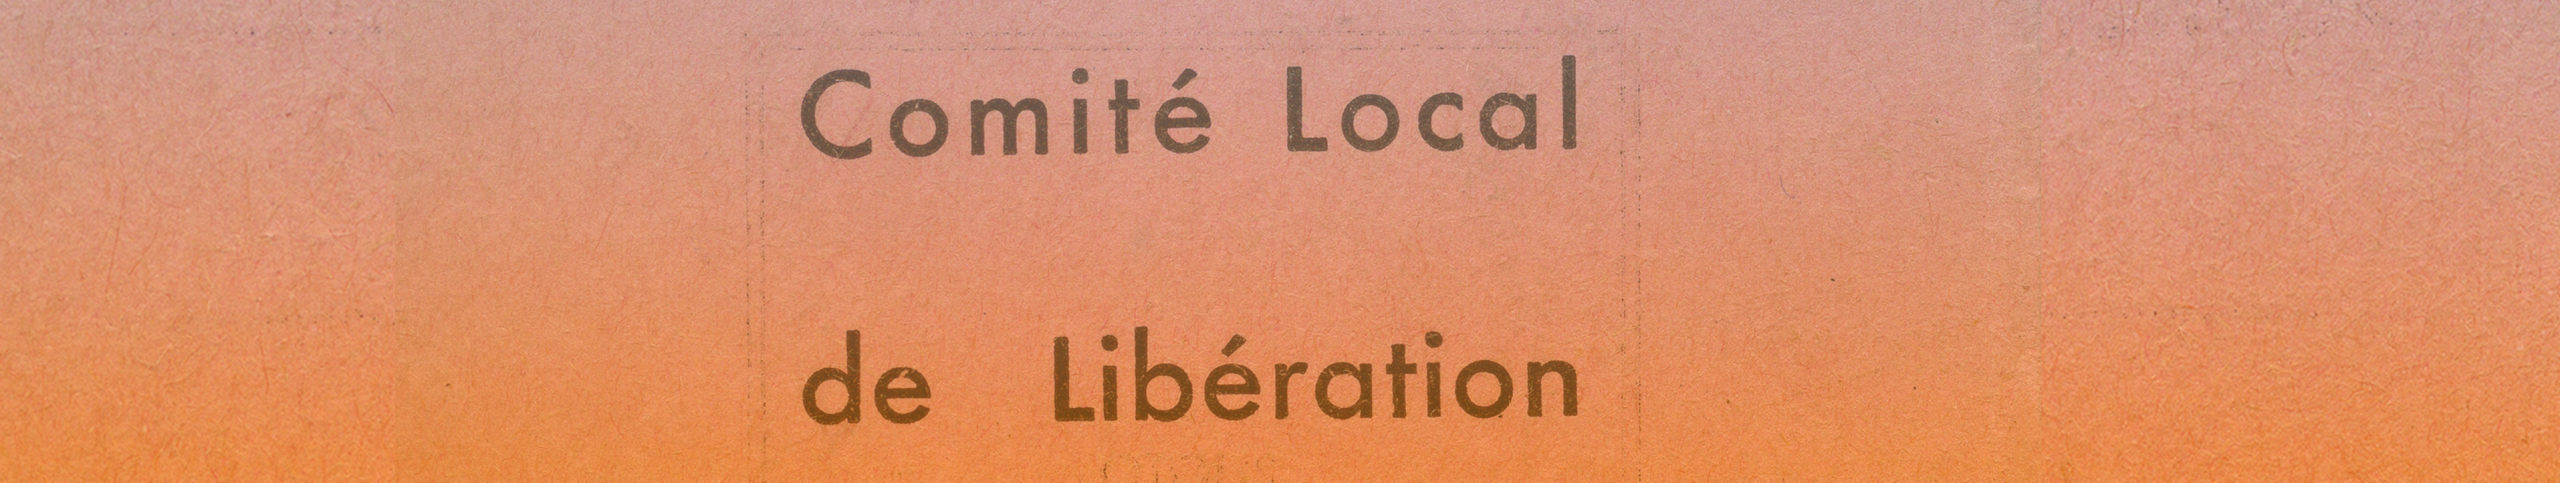 Comité Local
de Libération